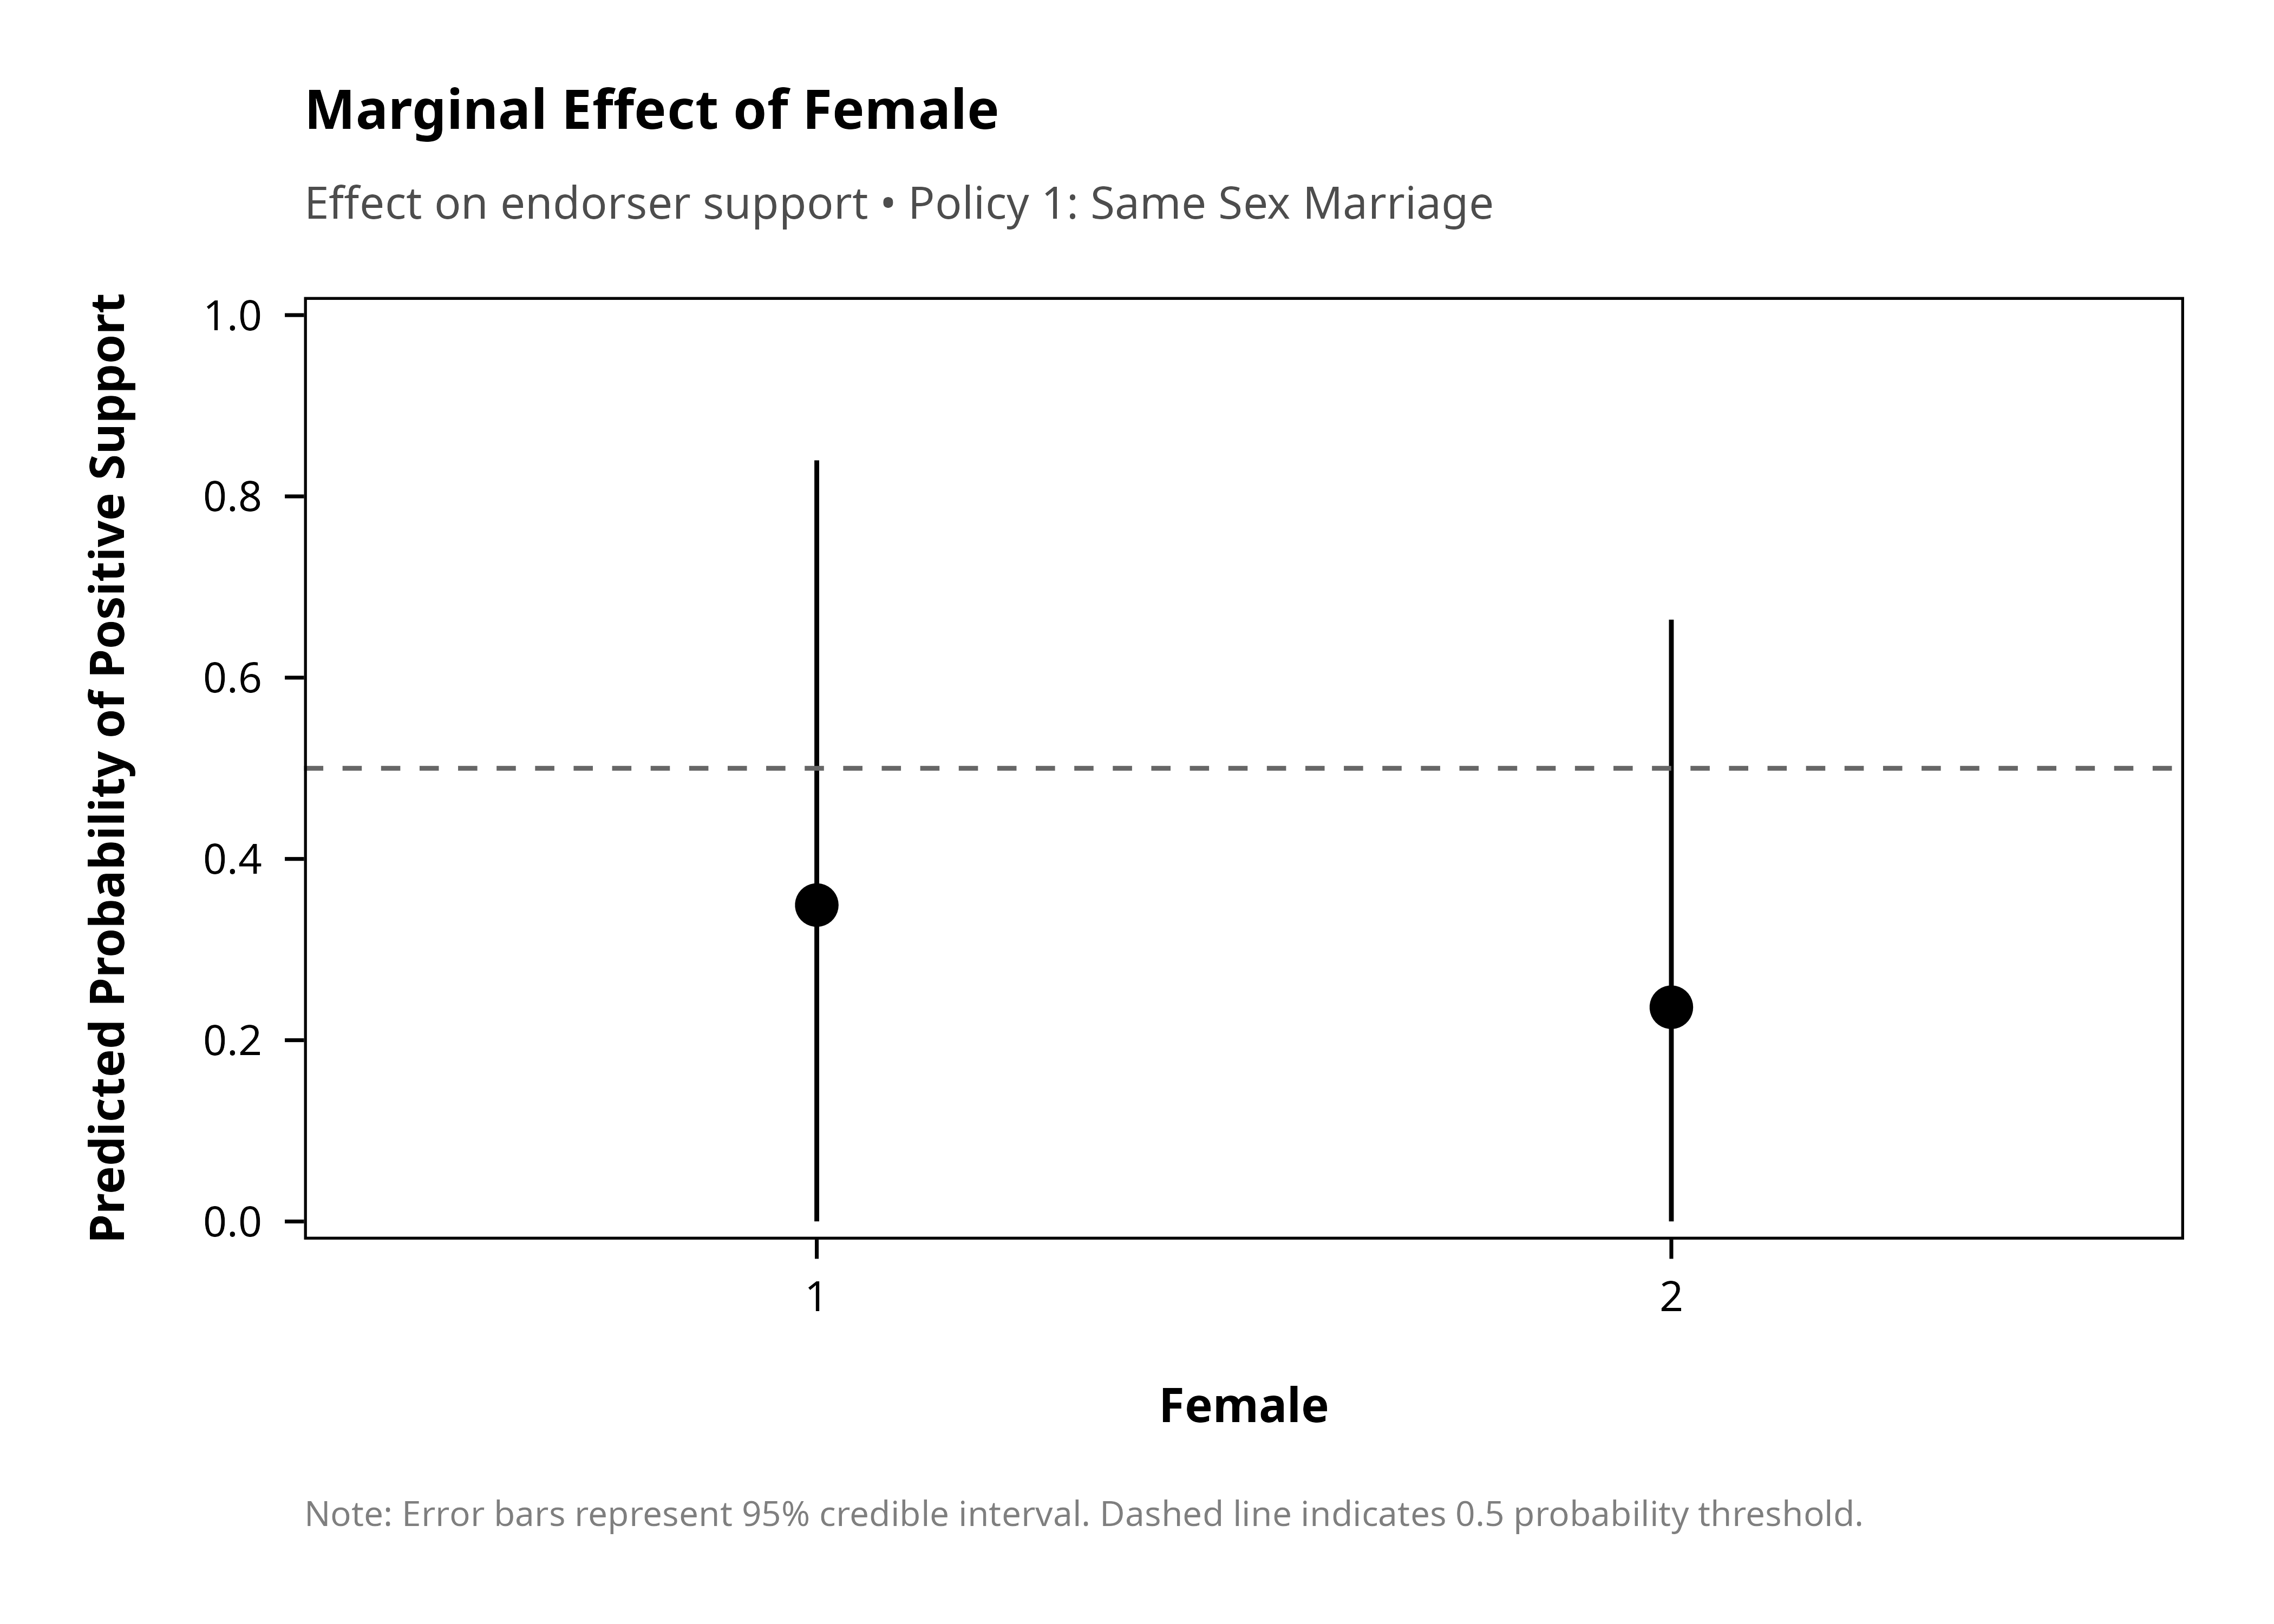 Marginal Effect of Female
Effect on endorser support • Policy 1: Same Sex Marriage
Predicted Probability of Positive Support
1.0
0.8
0.6
0.4
0.2
0.0
1
2
Female
Note: Error bars represent 95% credible interval. Dashed line indicates 0.5 probability threshold.